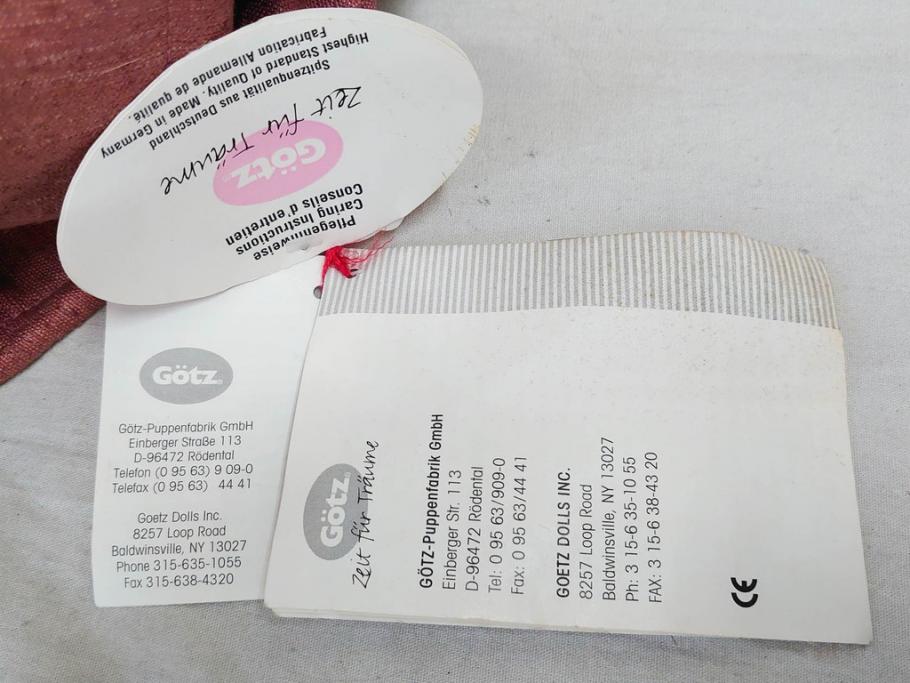 Pflegehinweise
Caring Instructions
Conseils d'entretien
Götz
Zeit für Träume
Spitzenqualität aus Deutschland
Highest Standard of Quality. Made in Germany
Fabrication Allemande de qualité.
Götz
Götz-Puppenfabrik GmbH
Einberger Straße 113
D-96472 Rödental
Telefon (0 95 63) 9 09-0
Telefax (0 95 63) 44 41
Goetz Dolls Inc.
8257 Loop Road
Baldwinsville, NY 13027
Phone 315-635-1055
Fax 315-638-4320
Götz
Zeit für Träume
GÖTZ-Puppenfabrik GmbH
Einberger Str. 113
D-96472 Rödental
Tel: 0 95 63/909-0
Fax: 0 95 63/44 41
GOETZ DOLLS INC.
8257 Loop Road
Baldwinsville, NY 13027
Ph: 3 15-6 35-10 55
FAX: 3 15-6 38-43 20
CE